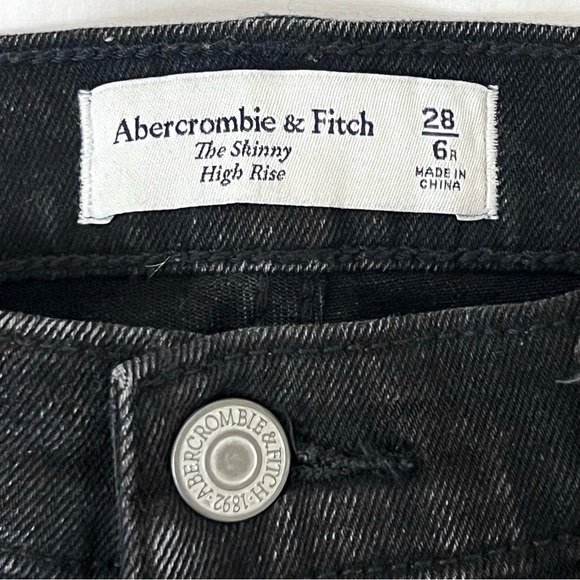 Abercrombie & Fitch
The Skinny
High Rise
28
6R
MADE IN
CHINA
ABERCROMBIE & FITCH · 1892 ·